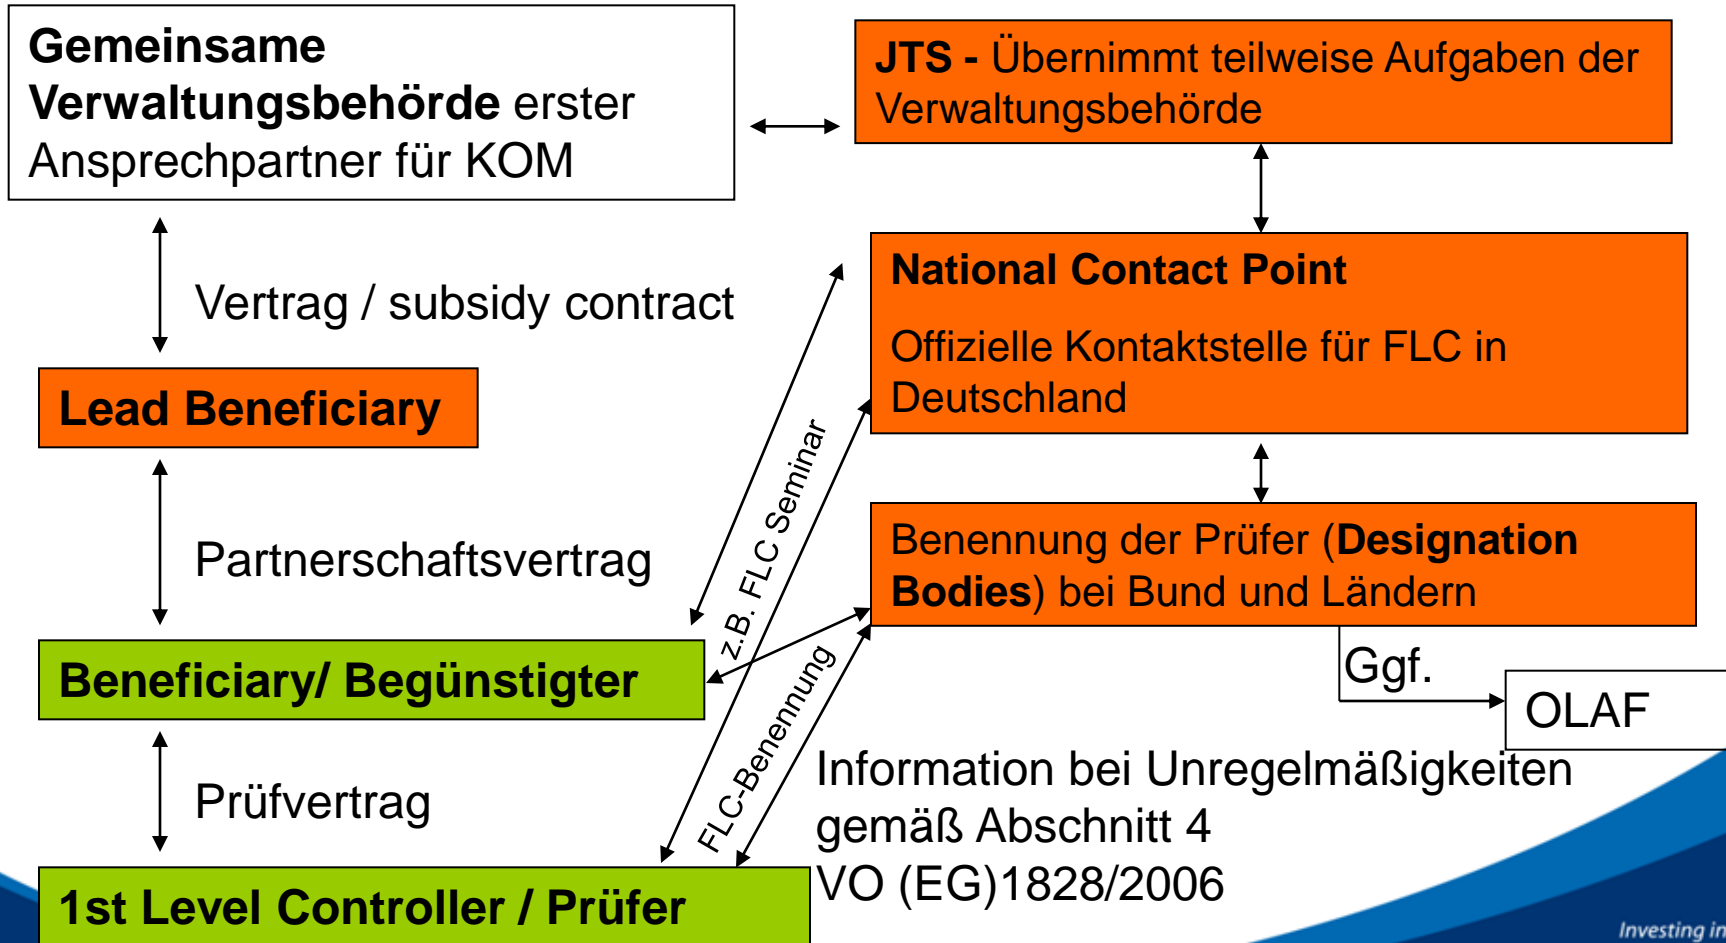 Gemeinsame
Verwaltungsbehörde erster
Ansprechpartner für KOM
JTS - Übernimmt teilweise Aufgaben der
Verwaltungsbehörde
Vertrag / subsidy contract
National Contact Point
Offizielle Kontaktstelle für FLC in
Deutschland
Lead Beneficiary
z.B. FLC Seminar
Partnerschaftsvertrag
Benennung der Prüfer (Designation
Bodies) bei Bund und Ländern
Beneficiary/ Begünstigter
FLC-Benennung
Ggf.
OLAF
Prüfvertrag
Information bei Unregelmäßigkeiten
gemäß Abschnitt 4
VO (EG)1828/2006
1st Level Controller / Prüfer
Investing in